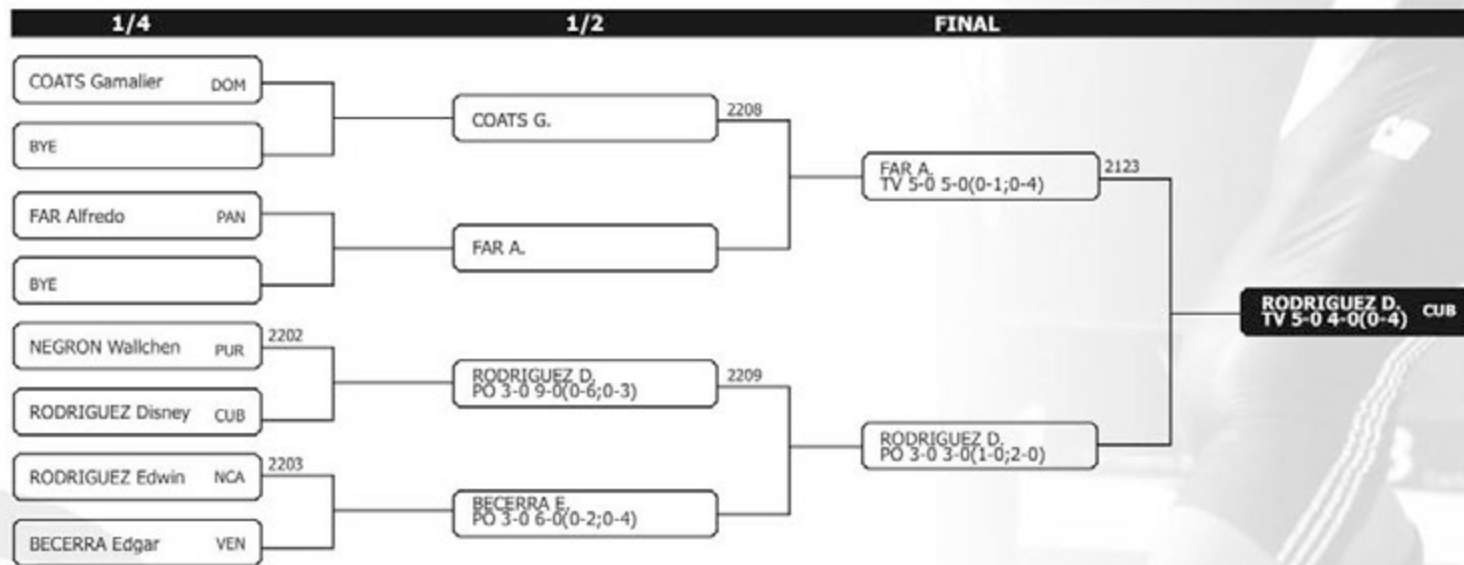 1/4 1/2 FINAL
COATS Gamalier DOM
BYE
FAR Alfredo PAN
BYE
NEGRON Wallchen PUR
2202
RODRIGUEZ Disney CUB
RODRIGUEZ Edwin NCA
2203
BECERRA Edgar VEN
COATS G.
2208
FAR A.
RODRIGUEZ D.
PO 3-0 9-0(0-6;0-3)
2209
BECERRA E.
PO 3-0 6-0(0-2;0-4)
FAR A.
TV 5-0 5-0(0-1;0-4)
2123
RODRIGUEZ D.
PO 3-0 3-0(1-0;2-0)
RODRIGUEZ D. CUB
TV 5-0 4-0(0-4)